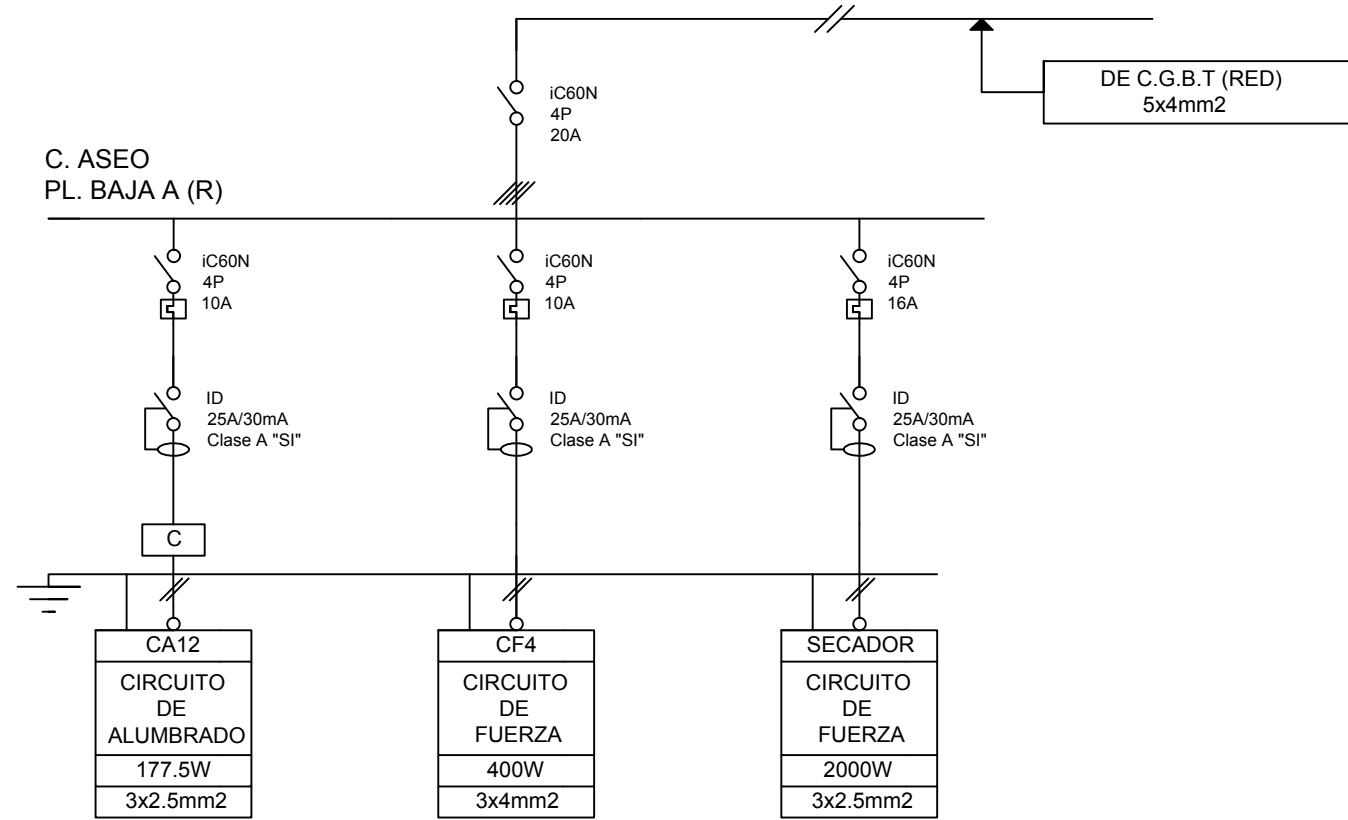 DE C.G.B.T (RED)
5x4mm2
iC60N
4P
20A
C. ASEO
PL. BAJA A (R)
iC60N
4P
10A
iC60N
4P
10A
iC60N
4P
16A
ID
25A/30mA
Clase A "SI"
ID
25A/30mA
Clase A "SI"
ID
25A/30mA
Clase A "SI"
C
CA12
CIRCUITO
DE
ALUMBRADO
177.5W
3x2.5mm2
CF4
CIRCUITO
DE
FUERZA
400W
3x4mm2
SECADOR
CIRCUITO
DE
FUERZA
2000W
3x2.5mm2